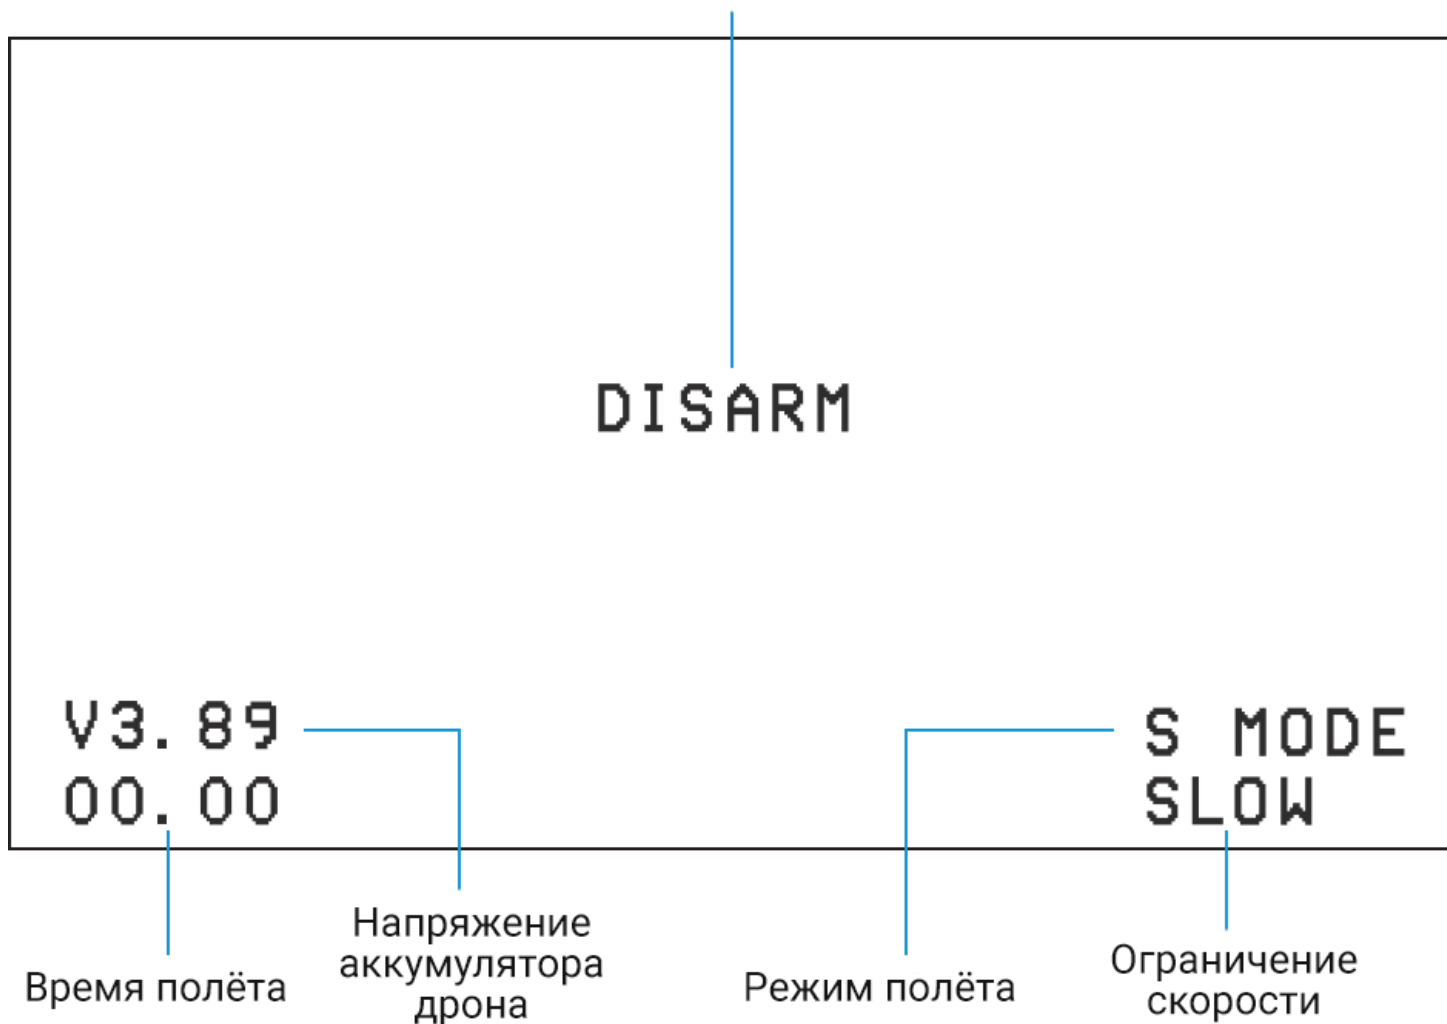 DISARM
V3.89
00.00
S MODE
SLOW
Напряжение
аккумулятора
дрона
Время полёта
Режим полёта
Ограничение
скорости